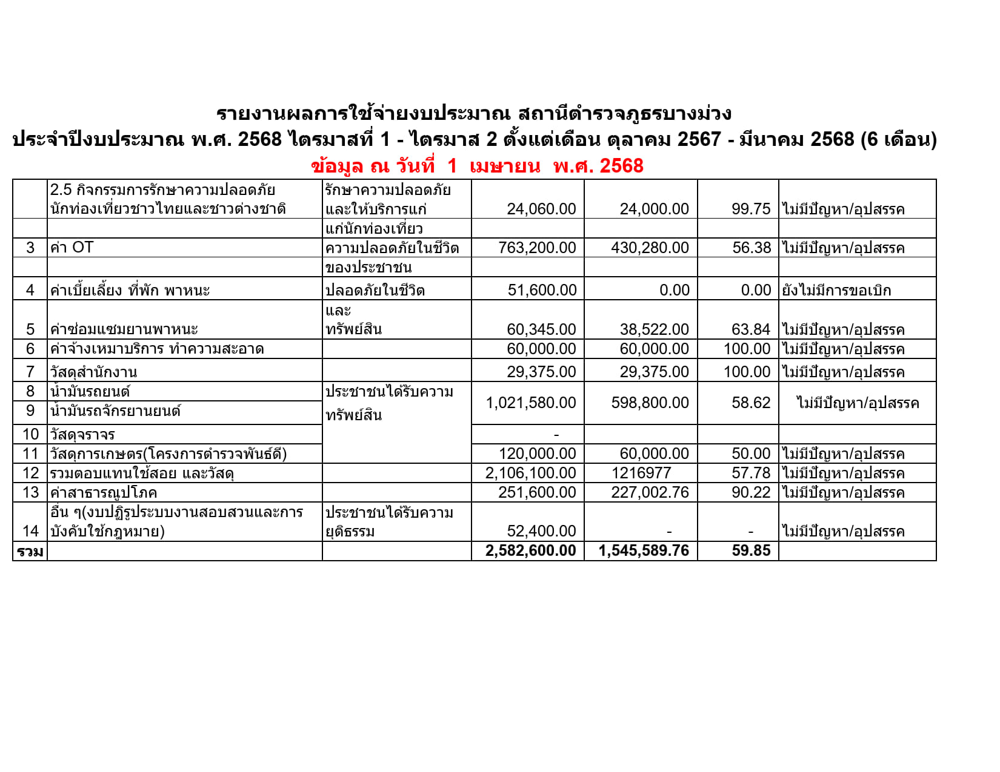 รายงานผลการใช้จ่ายงบประมาณ สถานีตำรวจภูธรบางม่วง
ประจำปีงบประมาณ พ.ศ. 2568 ไตรมาสที่ 1 - ไตรมาส 2 ตั้งแต่เดือน ตุลาคม 2567 - มีนาคม 2568 (6 เดือน)
ข้อมูล ณ วันที่ 1 เมษายน พ.ศ. 2568
2.5 กิจกรรมการรักษาความปลอดภัย รักษาความปลอดภัย
นักท่องเที่ยวชาวไทยและชาวต่างชาติ และให้บริการแก่ 24,060.00 24,000.00 99.75 ไม่มีปัญหา/อุปสรรค
แก่นักท่องเที่ยว
3 ค่า OT ความปลอดภัยในชีวิต 763,200.00 430,280.00 56.38 ไม่มีปัญหา/อุปสรรค
ของประชาชน
4 ค่าเบี้ยเลี้ยง ที่พัก พาหนะ ปลอดภัยในชีวิต 51,600.00 0.00 0.00 ยังไม่มีการขอเบิก
และ
5 ค่าซ่อมแซมยานพาหนะ ทรัพย์สิน 60,345.00 38,522.00 63.84 ไม่มีปัญหา/อุปสรรค
6 ค่าจ้างเหมาบริการ ทำความสะอาด 60,000.00 60,000.00 100.00 ไม่มีปัญหา/อุปสรรค
7 วัสดุสำนักงาน 29,375.00 29,375.00 100.00 ไม่มีปัญหา/อุปสรรค
8 น้ำมันรถยนต์ ประชาชนได้รับความ
1,021,580.00 598,800.00 58.62 ไม่มีปัญหา/อุปสรรค
9 น้ำมันรถจักรยานยนต์ ทรัพย์สิน
10 วัสดุจราจร -
11 วัสดุการเกษตร(โครงการตำรวจพันธ์ดี) 120,000.00 60,000.00 50.00 ไม่มีปัญหา/อุปสรรค
12 รวมตอบแทนใช้สอย และวัสดุ 2,106,100.00 1216977 57.78 ไม่มีปัญหา/อุปสรรค
13 ค่าสาธารณูปโภค 251,600.00 227,002.76 90.22 ไม่มีปัญหา/อุปสรรค
อื่น ๆ(งบปฏิรูประบบงานสอบสวนและการ ประชาชนได้รับความ
14 บังคับใช้กฎหมาย) ยุติธรรม 52,400.00 - - ไม่มีปัญหา/อุปสรรค
รวม 2,582,600.00 1,545,589.76 59.85